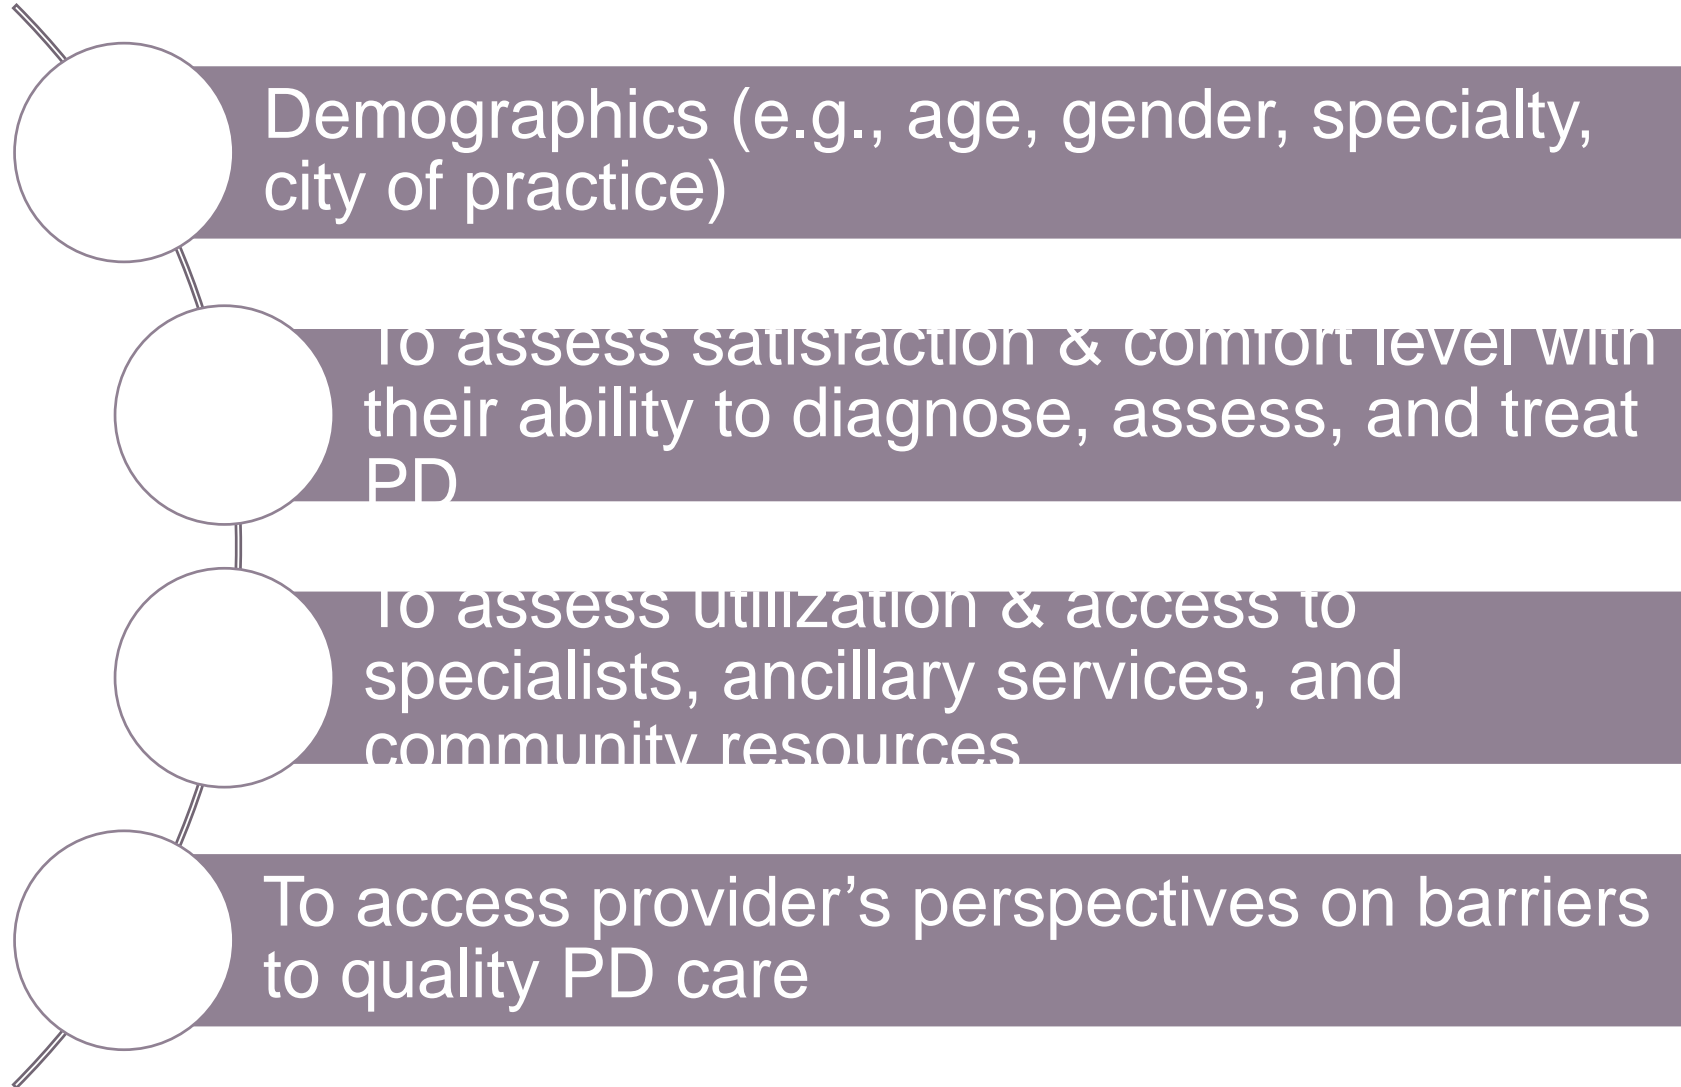 Demographics (e.g., age, gender, specialty,
city of practice)
To assess satisfaction & comfort level with
their ability to diagnose, assess, and treat
PD
To assess utilization & access to
specialists, ancillary services, and
community resources
To access provider’s perspectives on barriers
to quality PD care